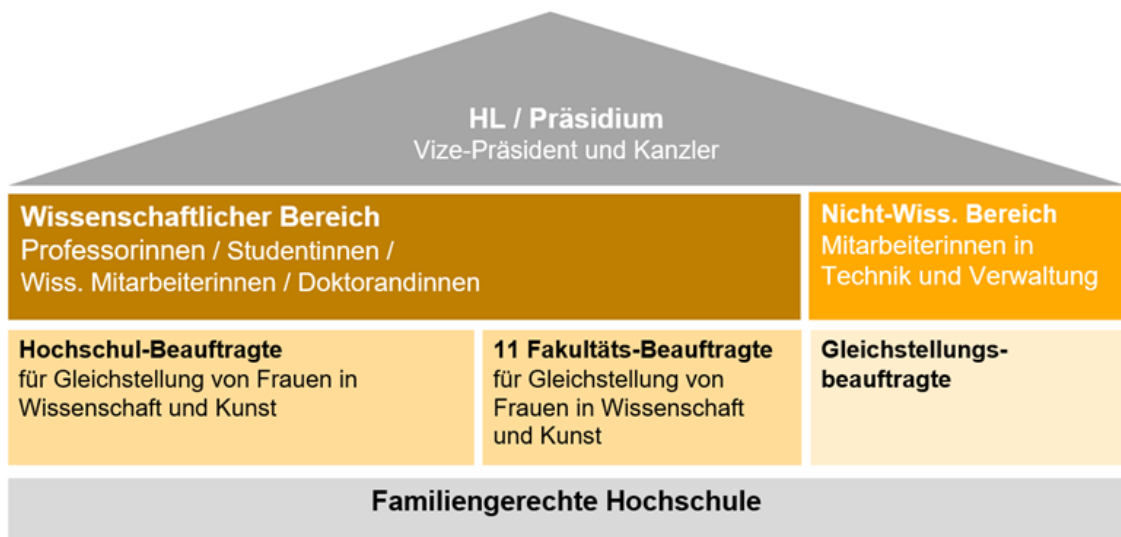 HL / Präsidium
Vize-Präsident und Kanzler
Wissenschaftlicher Bereich
Professorinnen / Studentinnen /
Wiss. Mitarbeiterinnen / Doktorandinnen
Nicht-Wiss. Bereich
Mitarbeiterinnen in
Technik und Verwaltung
Hochschul-Beauftragte
für Gleichstellung von Frauen in
Wissenschaft und Kunst
11 Fakultäts-Beauftragte
für Gleichstellung von
Frauen in Wissenschaft
und Kunst
Gleichstellungs-
beauftragte
Familiengerechte Hochschule